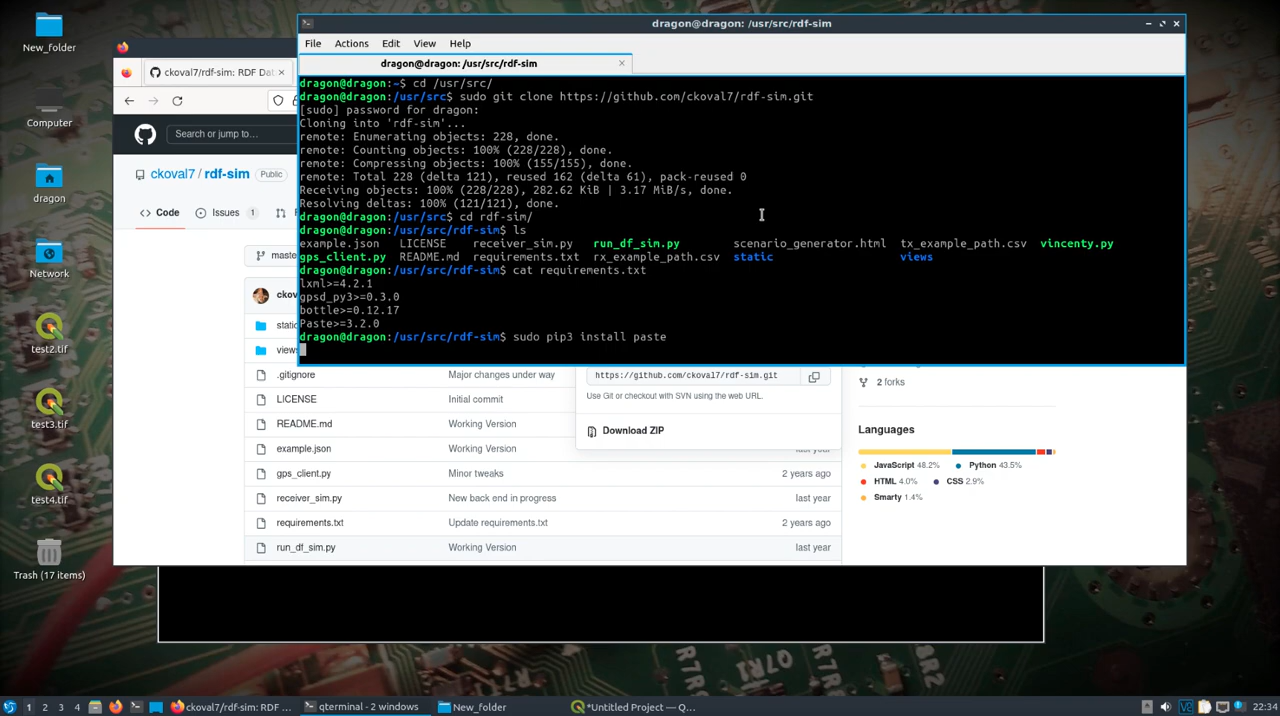 New_folder
Computer
dragon
Network
test2.tif
test3.tif
test4.tif
Trash (17 items)
dragon@dragon: /usr/src/rdf-sim
File Actions Edit View Help
dragon@dragon: /usr/src/rdf-sim
dragon@dragon:~$ cd /usr/src/
dragon@dragon:/usr/src$ sudo git clone https://github.com/ckoval7/rdf-sim.git
[sudo] password for dragon:
Cloning into 'rdf-sim'...
remote: Enumerating objects: 228, done.
remote: Counting objects: 100% (228/228), done.
remote: Compressing objects: 100% (155/155), done.
remote: Total 228 (delta 121), reused 162 (delta 61), pack-reused 0
Receiving objects: 100% (228/228), 282.62 KiB | 3.17 MiB/s, done.
Resolving deltas: 100% (121/121), done.
dragon@dragon:/usr/src$ cd rdf-sim/
dragon@dragon:/usr/src/rdf-sim$ ls
example.json LICENSE receiver_sim.py run_df_sim.py scenario_generator.html tx_example_path.csv vincenty.py
gps_client.py README.md requirements.txt rx_example_path.csv static views
dragon@dragon:/usr/src/rdf-sim$ cat requirements.txt
lxml>=4.2.1
gpsd_py3>=0.3.0
bottle>=0.12.17
Paste>=3.2.0
dragon@dragon:/usr/src/rdf-sim$ sudo pip3 install paste
ckoval7/rdf-sim: RDF Dat
Search or jump to...
ckoval7 / rdf-sim Public
Code Issues 1
maste
ckova
stati
view
.gitignore Major changes under way
https://github.com/ckoval7/rdf-sim.git
Use Git or checkout with SVN using the web URL.
Download ZIP
LICENSE Initial commit
README.md Working Version
example.json Working Version last year
gps_client.py Minor tweaks 2 years ago
receiver_sim.py New back end in progress last year
requirements.txt Update requirements.txt 2 years ago
run_df_sim.py Working Version last year
2 forks
Languages
JavaScript 48.2% Python 43.5%
HTML 4.0% CSS 2.9%
Smarty 1.4%
1 2 3 4 ckoval7/rdf-sim: RDF ... qterminal - 2 windows New_folder *Untitled Project — Q... 22:34